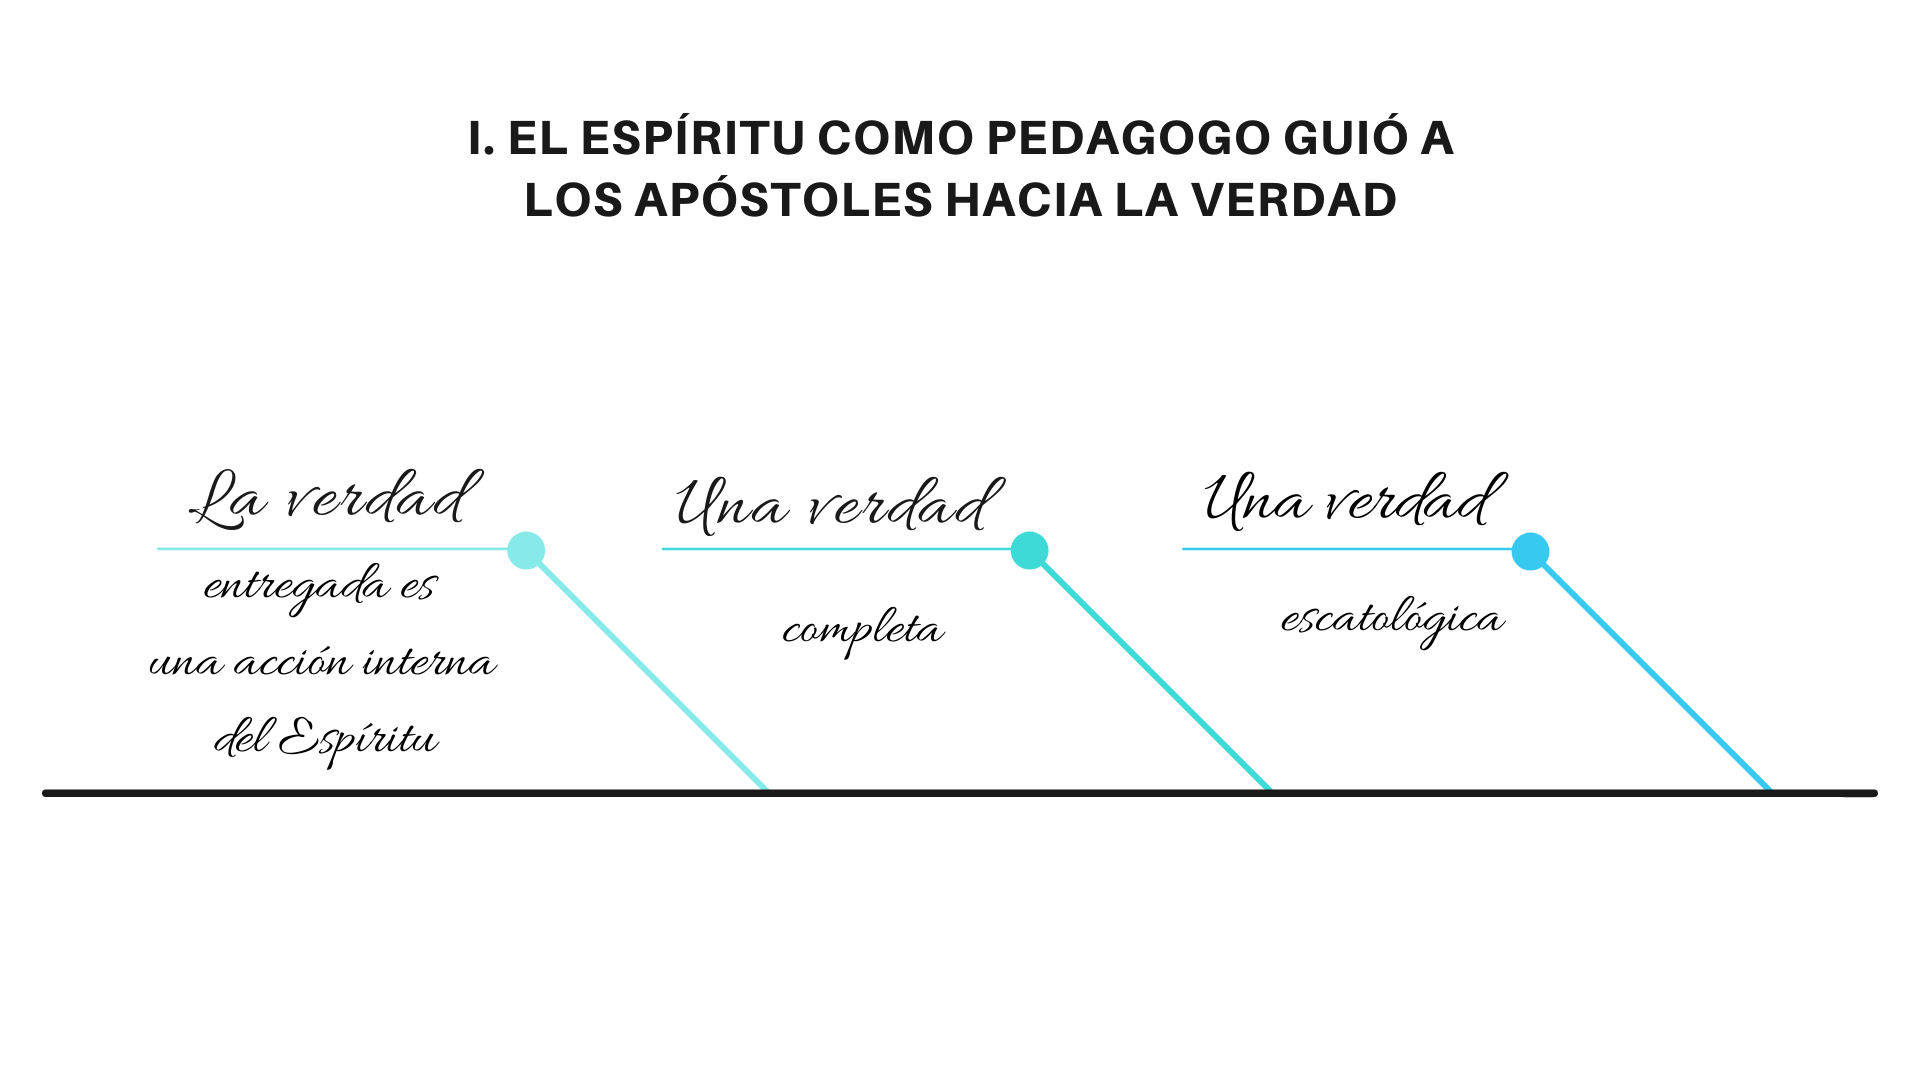 I. EL ESPÍRITU COMO PEDAGOGO GUIÓ A
LOS APÓSTOLES HACIA LA VERDAD
La verdad
entregada es
una acción interna
del Espíritu
Una verdad
completa
Una verdad
escatológica